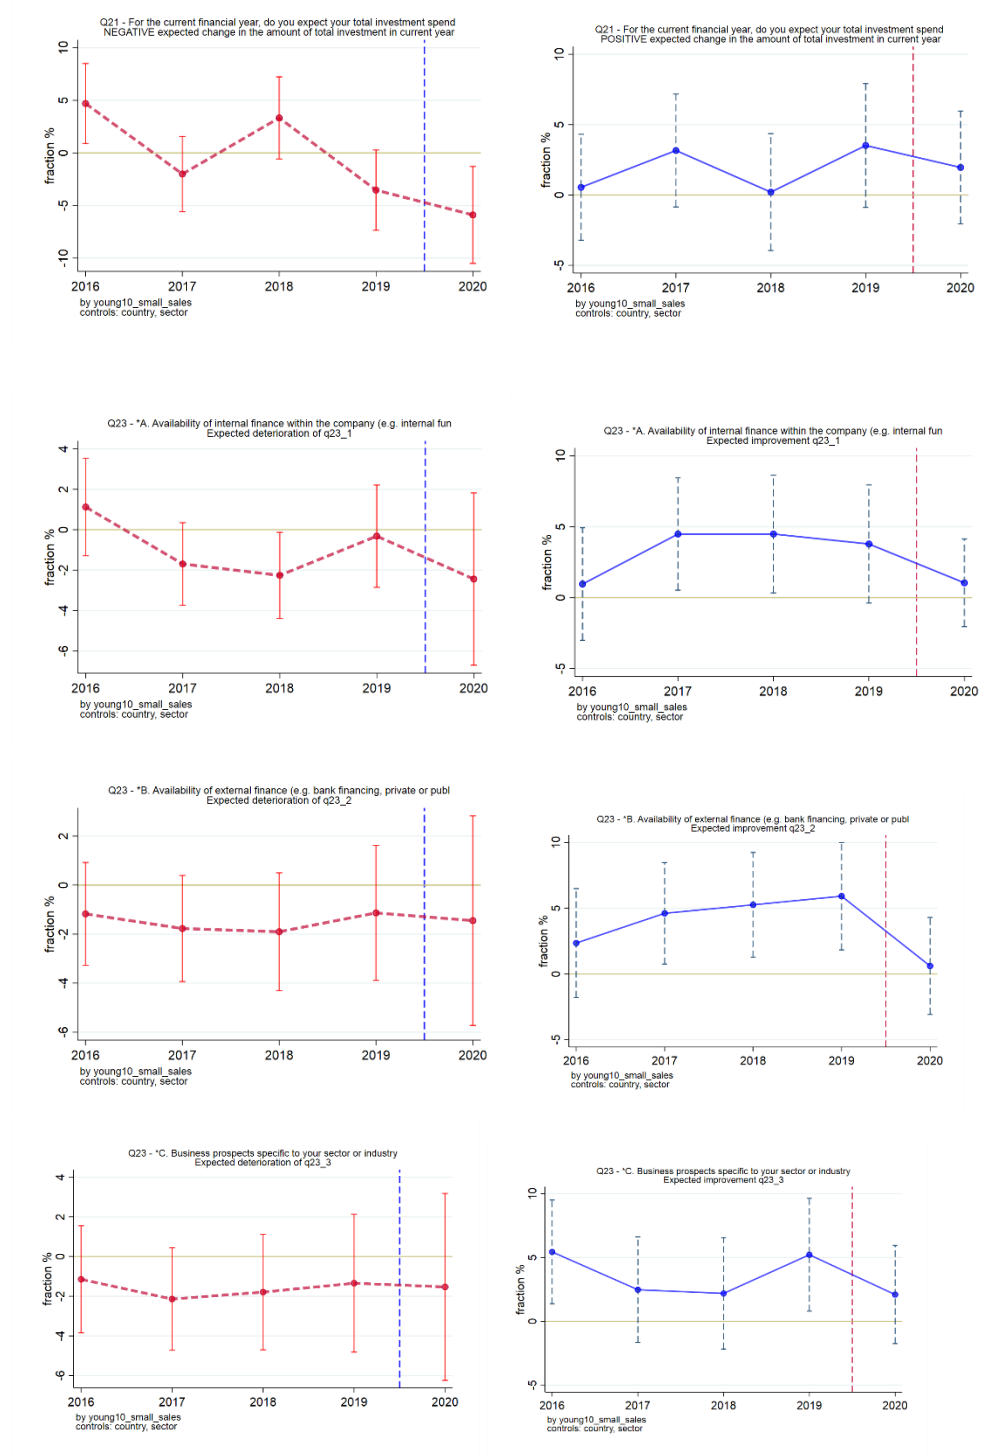 Q21 - For the current financial year, do you expect your total investment spend
NEGATIVE expected change in the amount of total investment in current year
fraction %
10
5
0
-5
-10
2016 2017 2018 2019 2020
by young10_small_sales
controls: country, sector
Q21 - For the current financial year, do you expect your total investment spend
POSITIVE expected change in the amount of total investment in current year
fraction %
10
5
0
-5
2016 2017 2018 2019 2020
by young10_small_sales
controls: country, sector
Q23 - *A. Availability of internal finance within the company (e.g. internal fun
Expected deterioration of q23_1
fraction %
4
2
0
-2
-4
-6
2016 2017 2018 2019 2020
by young10_small_sales
controls: country, sector
Q23 - *A. Availability of internal finance within the company (e.g. internal fun
Expected improvement q23_1
fraction %
10
5
0
-5
2016 2017 2018 2019 2020
by young10_small_sales
controls: country, sector
Q23 - *B. Availability of external finance (e.g. bank financing, private or publ
Expected deterioration of q23_2
fraction %
2
0
-2
-4
-6
2016 2017 2018 2019 2020
by young10_small_sales
controls: country, sector
Q23 - *B. Availability of external finance (e.g. bank financing, private or publ
Expected improvement q23_2
fraction %
10
5
0
-5
2016 2017 2018 2019 2020
by young10_small_sales
controls: country, sector
Q23 - *C. Business prospects specific to your sector or industry
Expected deterioration of q23_3
fraction %
4
2
0
-2
-4
-6
2016 2017 2018 2019 2020
by young10_small_sales
controls: country, sector
Q23 - *C. Business prospects specific to your sector or industry
Expected improvement q23_3
fraction %
10
5
0
-5
2016 2017 2018 2019 2020
by young10_small_sales
controls: country, sector